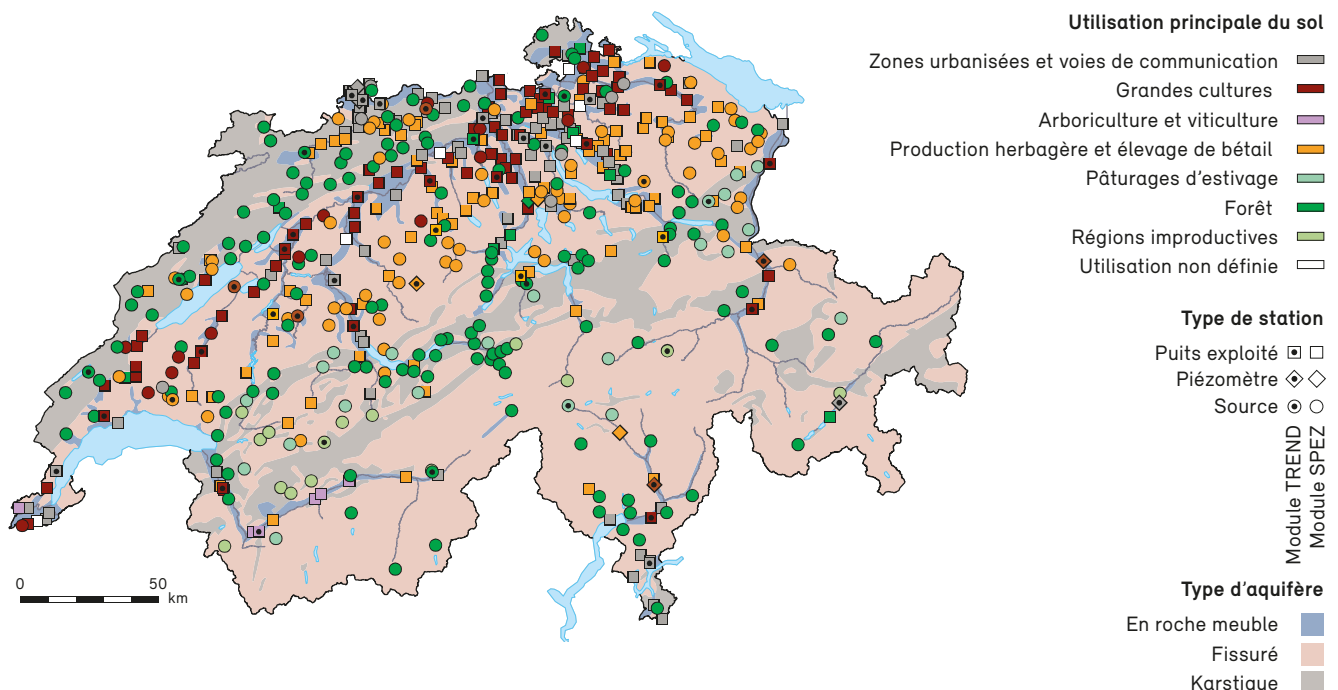 Utilisation principale du sol
Zones urbanisées et voies de communication
Grandes cultures
Arboriculture et viticulture
Production herbagère et élevage de bétail
Pâturages d'estivage
Forêt
Régions improductives
Utilisation non définie
Type de station
Puits exploité
Piézomètre
Source
Module TREND
Module SPEZ
Type d'aquifère
En roche meuble
Fissuré
Karstique
0 50
km